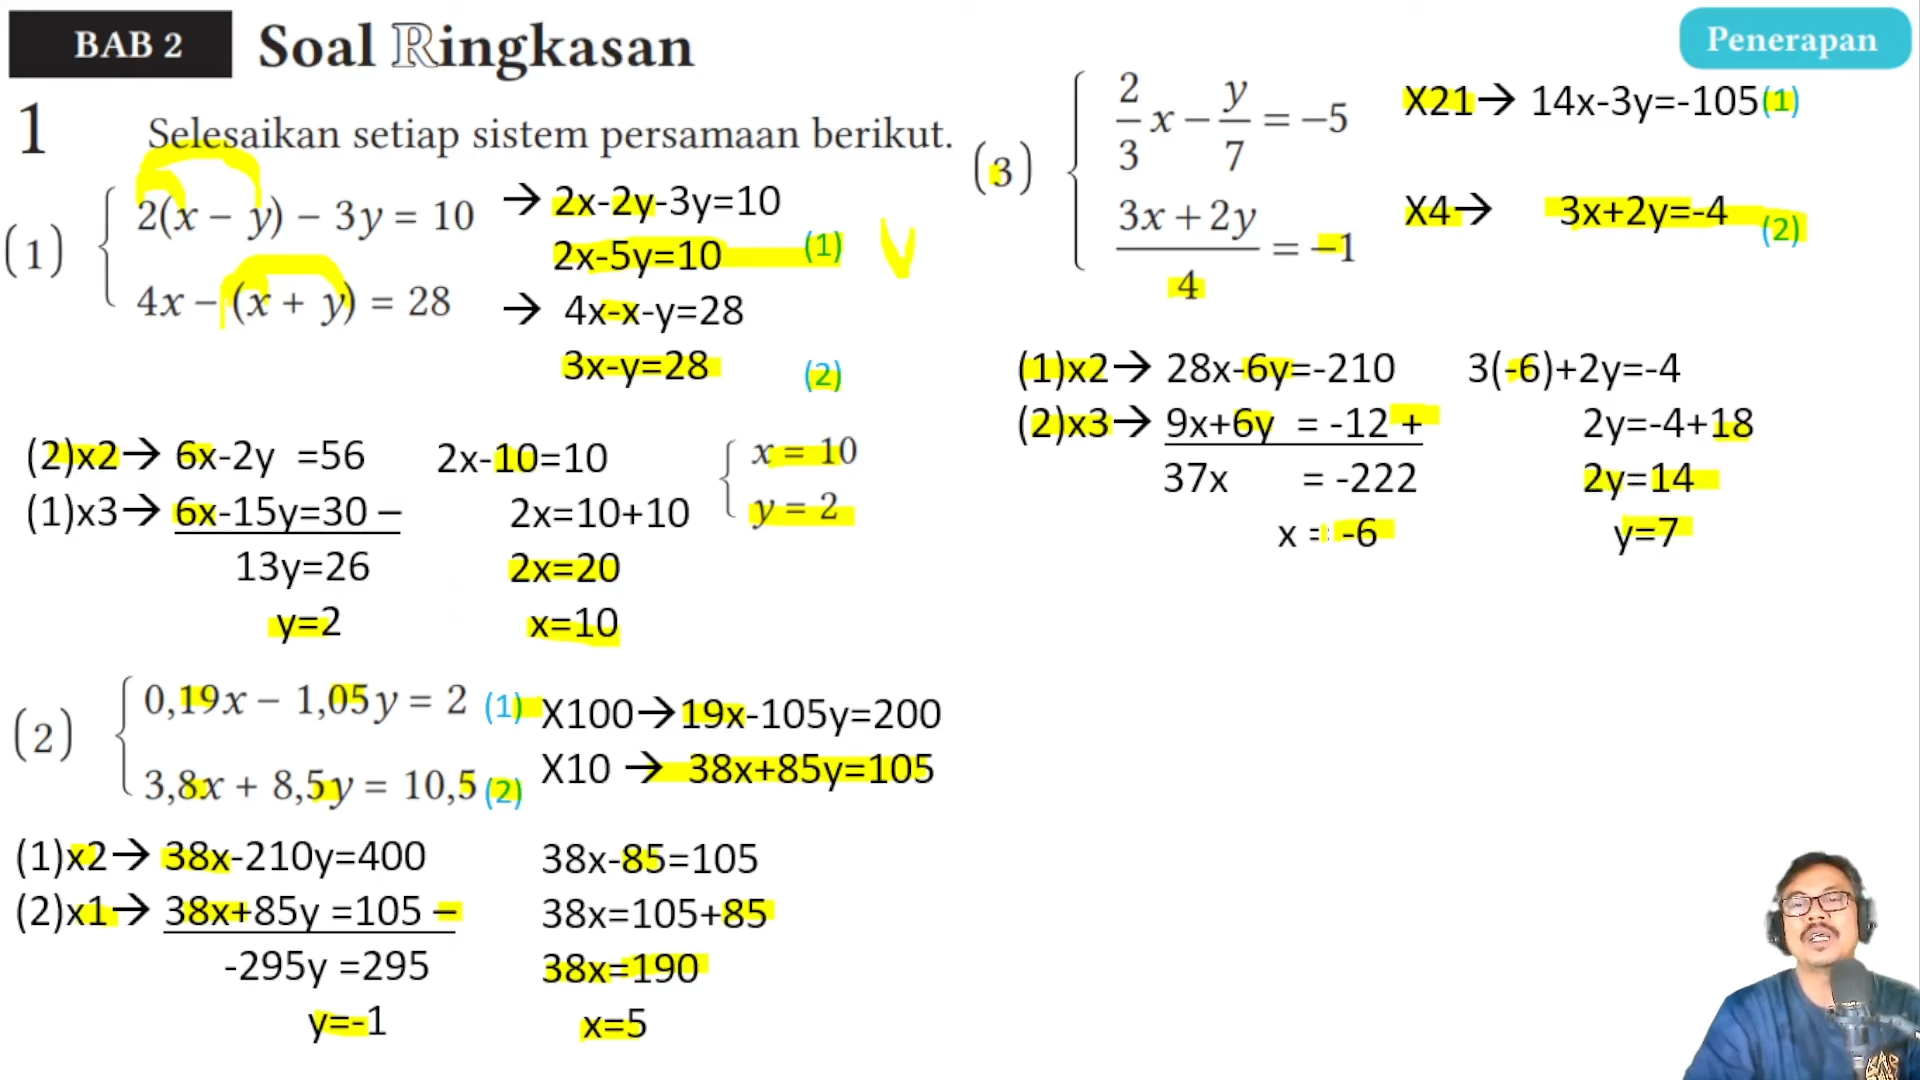 BAB 2 Soal Ringkasan
Penerapan
1 Selesaikan setiap sistem persamaan berikut.
(1) 2(x − y) − 3y = 10 → 2x-2y-3y=10
2x-5y=10 (1)
4x − (x + y) = 28 → 4x-x-y=28
3x-y=28 (2)
(2)x2→ 6x-2y =56
(1)x3→ 6x-15y=30 −
13y=26
y=2
2x-10=10
2x=10+10
2x=20
x=10
x = 10
y = 2
(2) 0,19x − 1,05y = 2 (1) X100→19x-105y=200
3,8x + 8,5y = 10,5 (2) X10 → 38x+85y=105
(1)x2→ 38x-210y=400
(2)x1→ 38x+85y =105 −
-295y =295
y=-1
38x-85=105
38x=105+85
38x=190
x=5
(3) 2/3 x − y/7 = −5 X21→ 14x-3y=-105 (1)
3x + 2y / 4 = −1 X4→ 3x+2y=-4 (2)
(1)x2→ 28x-6y=-210
(2)x3→ 9x+6y = -12 +
37x = -222
x = -6
3(-6)+2y=-4
2y=-4+18
2y=14
y=7